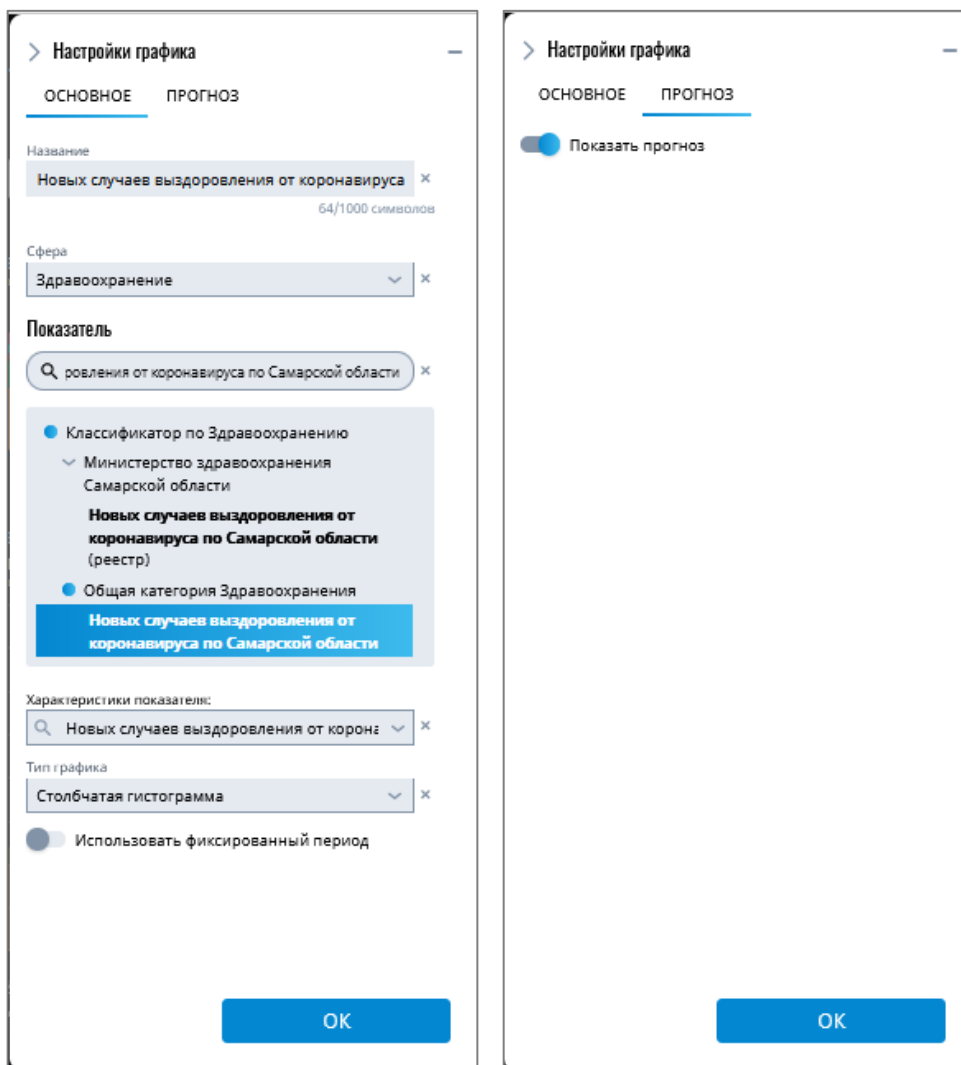 Настройки графика
ОСНОВНОЕ ПРОГНОЗ
Название
Новых случаев выздоровления от коронавируса
64/1000 символов
Сфера
Здравоохранение
Показатель
ровления от коронавируса по Самарской области
Классификатор по Здравоохранению
Министерство здравоохранения
Самарской области
Новых случаев выздоровления от
коронавируса по Самарской области
(реестр)
Общая категория Здравоохранения
Новых случаев выздоровления от
коронавируса по Самарской области
Характеристики показателя:
Новых случаев выздоровления от корона
Тип графика
Столбчатая гистограмма
Использовать фиксированный период
ОК
Настройки графика
ОСНОВНОЕ ПРОГНОЗ
Показать прогноз
ОК